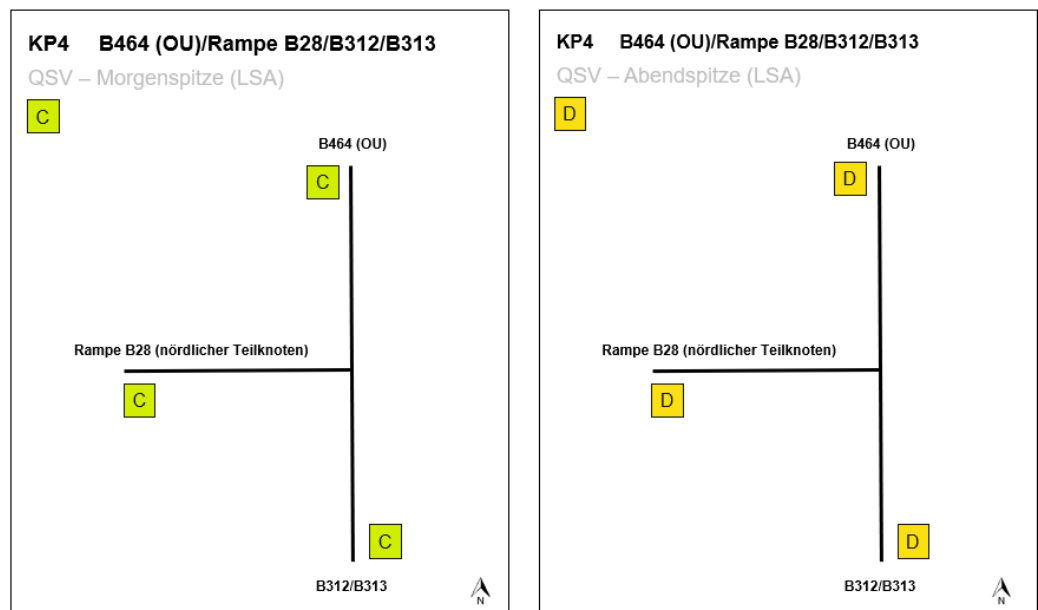 KP4 B464 (OU)/Rampe B28/B312/B313
QSV – Morgenspitze (LSA)
C
B464 (OU)
C
Rampe B28 (nördlicher Teilknoten)
C
C
B312/B313
N
KP4 B464 (OU)/Rampe B28/B312/B313
QSV – Abendspitze (LSA)
D
B464 (OU)
D
Rampe B28 (nördlicher Teilknoten)
D
D
B312/B313
N